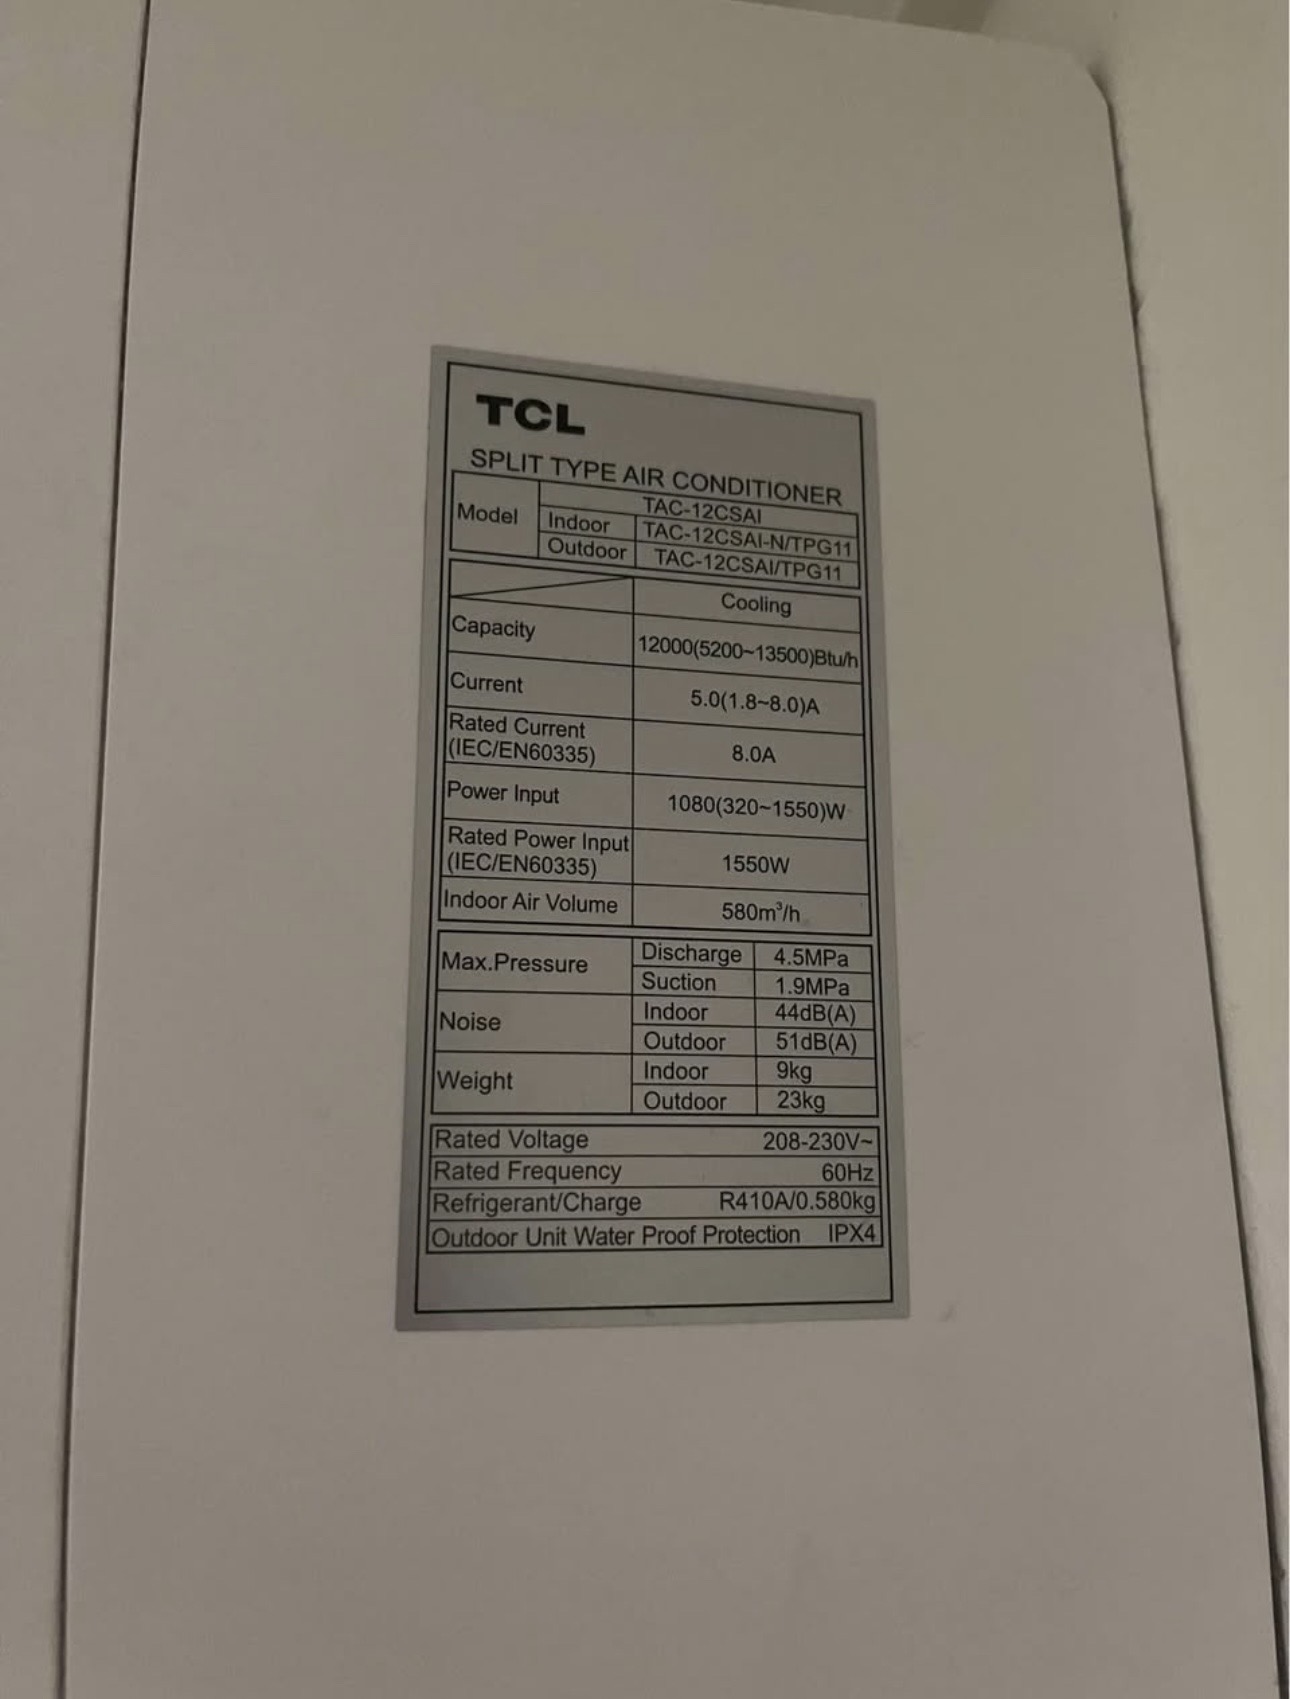 TCL
SPLIT TYPE AIR CONDITIONER
Model TAC-12CSAI
Indoor TAC-12CSAI-N/TPG11
Outdoor TAC-12CSAI/TPG11
Cooling
Capacity 12000(5200~13500)Btu/h
Current 5.0(1.8~8.0)A
Rated Current
(IEC/EN60335) 8.0A
Power Input 1080(320~1550)W
Rated Power Input
(IEC/EN60335) 1550W
Indoor Air Volume 580m³/h
Max.Pressure Discharge 4.5MPa
Suction 1.9MPa
Noise Indoor 44dB(A)
Outdoor 51dB(A)
Weight Indoor 9kg
Outdoor 23kg
Rated Voltage 208-230V~
Rated Frequency 60Hz
Refrigerant/Charge R410A/0.580kg
Outdoor Unit Water Proof Protection IPX4